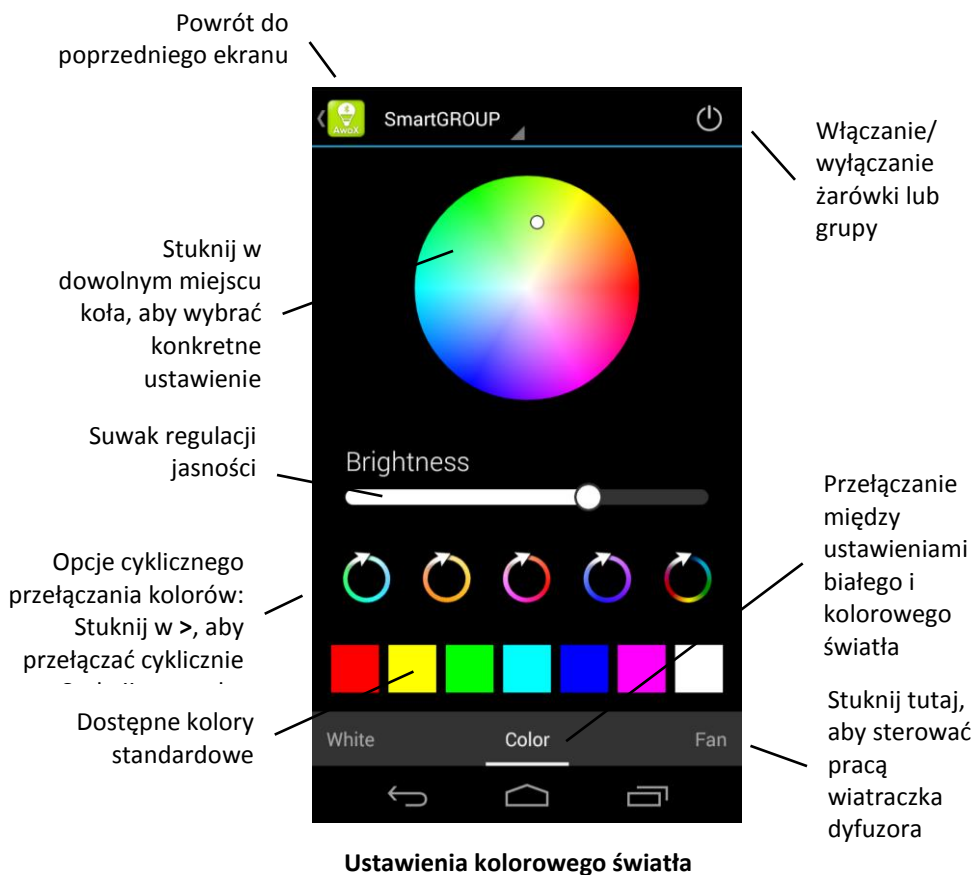 Powrót do
poprzedniego ekranu
AwoX
SmartGROUP
Włączanie/
wyłączanie
żarówki lub
grupy
Stuknij w
dowolnym miejscu
koła, aby wybrać
konkretne
ustawienie
Suwak regulacji
jasności
Brightness
Przełączanie
między
ustawieniami
białego i
kolorowego
światła
Opcje cyklicznego
przełączania kolorów:
Stuknij w >, aby
przełączać cyklicznie
Dostępne kolory
standardowe
Stuknij tutaj,
aby sterować
pracą
wiatraczka
dyfuzora
White
Color
Fan
Ustawienia kolorowego światła